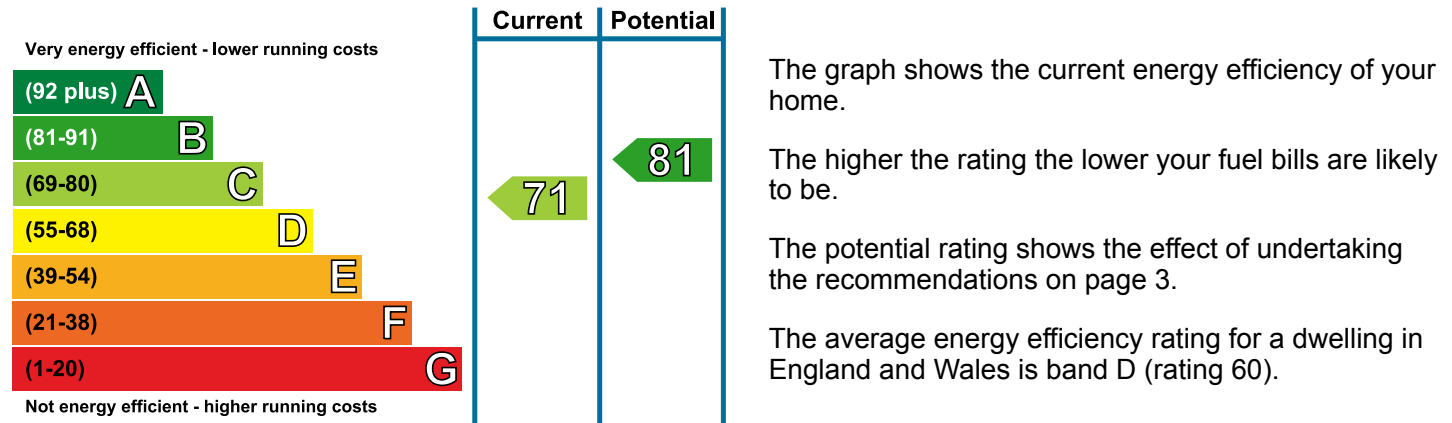 Current Potential
Very energy efficient - lower running costs
(92 plus) A
(81-91) B
(69-80) C
(55-68) D
(39-54) E
(21-38) F
(1-20) G
Not energy efficient - higher running costs
71
81
The graph shows the current energy efficiency of your
home.
The higher the rating the lower your fuel bills are likely
to be.
The potential rating shows the effect of undertaking
the recommendations on page 3.
The average energy efficiency rating for a dwelling in
England and Wales is band D (rating 60).